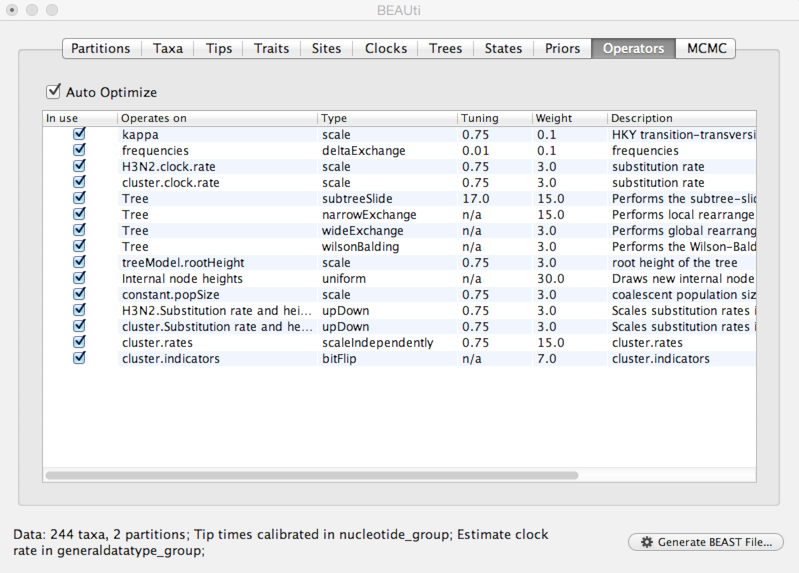 BEAUti
Partitions Taxa Tips Traits Sites Clocks Trees States Priors Operators MCMC
Auto Optimize
In use Operates on Type Tuning Weight Description
kappa scale 0.75 0.1 HKY transition-transversi
frequencies deltaExchange 0.01 0.1 frequencies
H3N2.clock.rate scale 0.75 3.0 substitution rate
cluster.clock.rate scale 0.75 3.0 substitution rate
Tree subtreeSlide 17.0 15.0 Performs the subtree-slid
Tree narrowExchange n/a 15.0 Performs local rearrange
Tree wideExchange n/a 3.0 Performs global rearrang
Tree wilsonBalding n/a 3.0 Performs the Wilson-Bald
treeModel.rootHeight scale 0.75 3.0 root height of the tree
Internal node heights uniform n/a 30.0 Draws new internal node
constant.popSize scale 0.75 3.0 coalescent population siz
H3N2.Substitution rate and hei... upDown 0.75 3.0 Scales substitution rates i
cluster.Substitution rate and he... upDown 0.75 3.0 Scales substitution rates i
cluster.rates scaleIndependently 0.75 15.0 cluster.rates
cluster.indicators bitFlip n/a 7.0 cluster.indicators
Data: 244 taxa, 2 partitions; Tip times calibrated in nucleotide_group; Estimate clock
rate in generaldatatype_group;
Generate BEAST File...